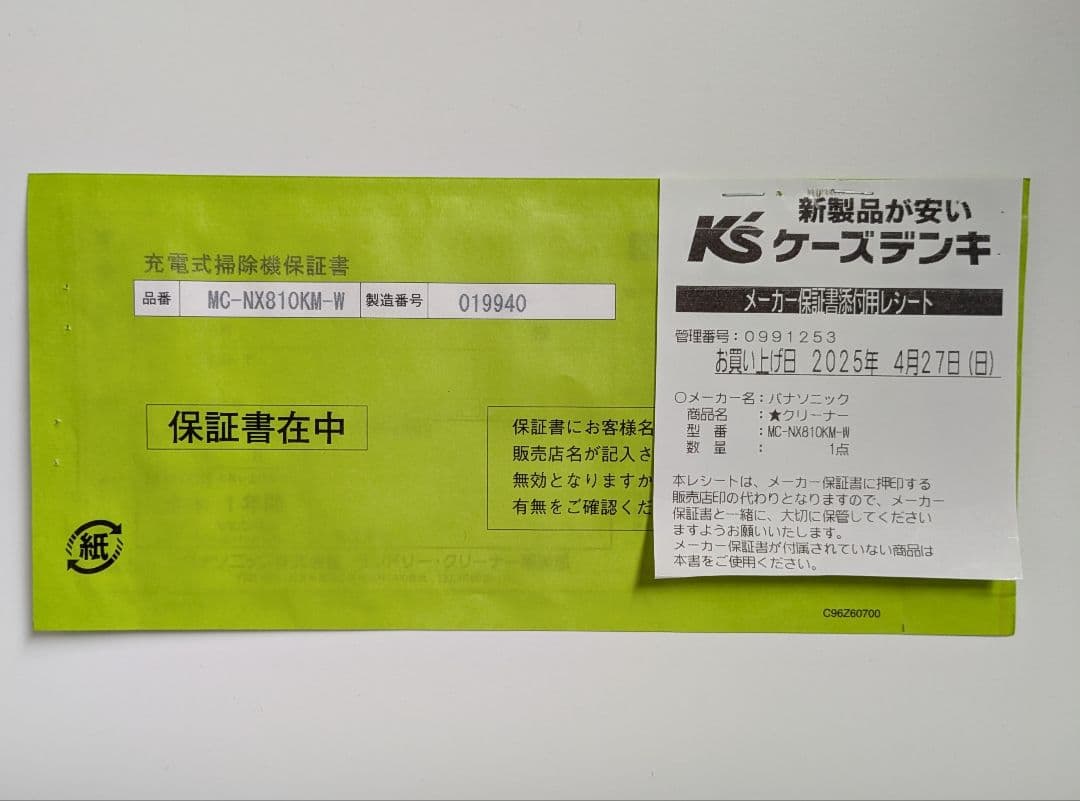 充電式掃除機保証書
品番 MC-NX810KM-W 製造番号 019940
保証書在中
保証書にお客様名
販売店名が記入さ
無効となりますか
有無をご確認くだ
紙
C96Z60700
新製品が安い
K's ケーズデンキ
メーカー保証書添付用レシート
管理番号：0991253
お買い上げ日 2025年 4月27日(日)
○メーカー名：パナソニック
商品名 ：★クリーナー
型 番 ：MC-NX810KM-W
数 量 ： 1点
本レシートは、メーカー保証書に押印する
販売店印の代わりとなりますので、メーカー
保証書と一緒に、大切に保管してください
ますようお願いいたします。
メーカー保証書が付属されていない商品は
本書をご使用ください。